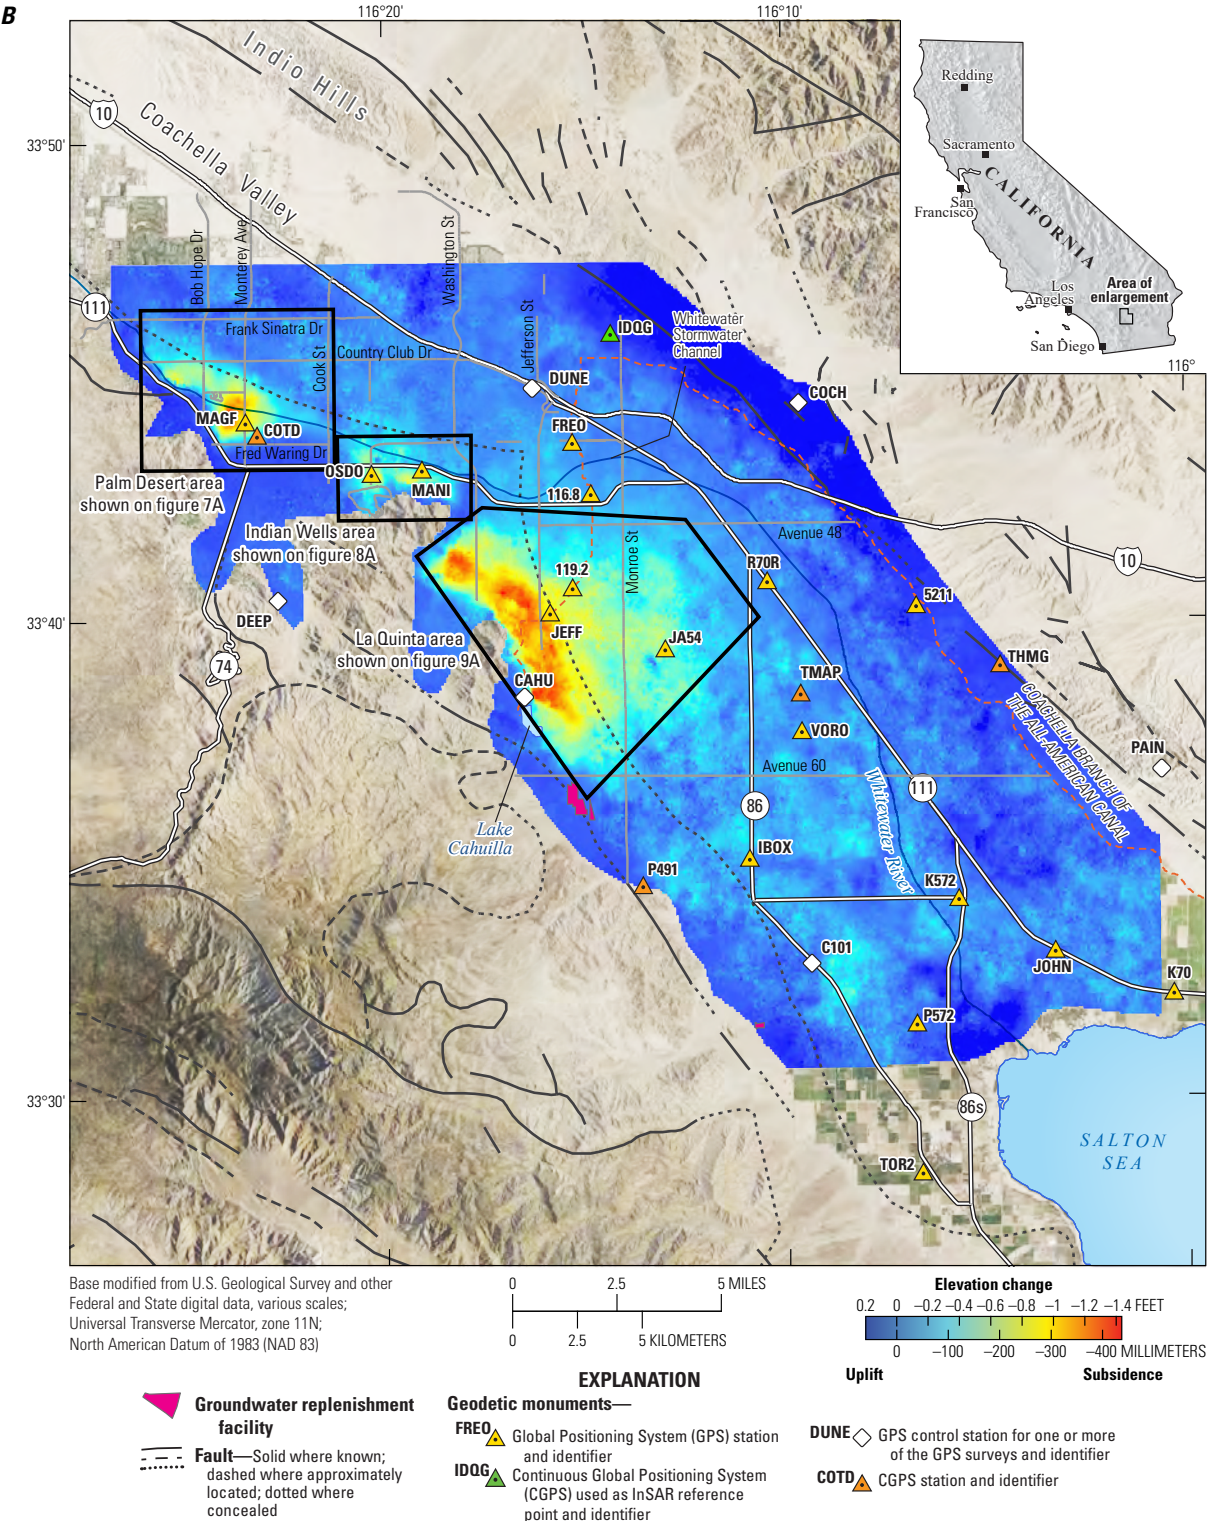 B
116°20'
116°10'
Indio Hills
10
Coachella Valley
33°50'
Redding
Sacramento
San
Francisco
CALIFORNIA
Los
Angeles
Area of
enlargement
San Diego
116°
Bob Hope Dr
Monterey Ave
Washington St
111
Frank Sinatra Dr
Country Club Dr
Cook St
Jefferson St
IDQG
Whitewater
Stormwater
Channel
DUNE
COCH
MAGF
COTD
FREO
Fred Waring Dr
OSDO
MANI
116.8
Palm Desert area
shown on figure 7A
Indian Wells area
shown on figure 8A
Avenue 48
Monroe St
10
119.2
R70R
5211
DEEP
33°40'
JEFF
La Quinta area
shown on figure 9A
JA54
74
CAHU
TMAP
THMG
VORO
COACHELLA BRANCH OF
THE ALL-AMERICAN CANAL
PAIN
Avenue 60
86
111
Whitewater River
Lake
Cahuilla
IBOX
P491
K572
C101
JOHN
K70
P572
33°30'
86s
SALTON
SEA
TOR2
Base modified from U.S. Geological Survey and other
Federal and State digital data, various scales;
Universal Transverse Mercator, zone 11N;
North American Datum of 1983 (NAD 83)
0 2.5 5 MILES
0 2.5 5 KILOMETERS
Elevation change
0.2 0 –0.2 –0.4 –0.6 –0.8 –1 –1.2 –1.4 FEET
0 –100 –200 –300 –400 MILLIMETERS
Uplift Subsidence
EXPLANATION
Groundwater replenishment
facility
Fault—Solid where known;
dashed where approximately
located; dotted where
concealed
Geodetic monuments—
FREO Global Positioning System (GPS) station
and identifier
IDQG Continuous Global Positioning System
(CGPS) used as InSAR reference
point and identifier
DUNE GPS control station for one or more
of the GPS surveys and identifier
COTD CGPS station and identifier